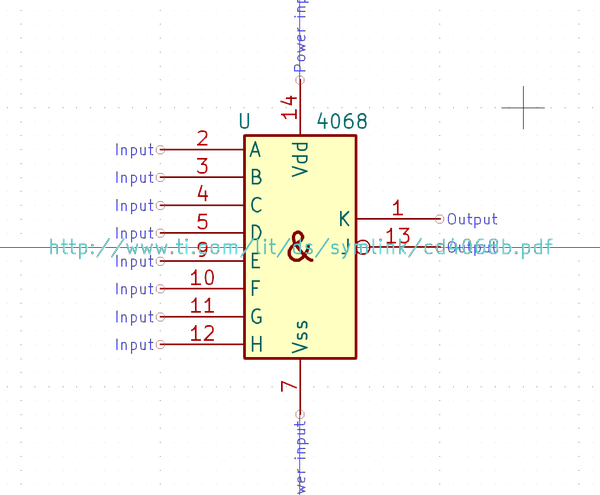 Power inp
14
U 4068
Input 2 A
Vdd
Input 3 B
Input 4 C
K 1 Output
Input 5 D
http://www.ti.com/lit/ds/symlink/cd4068b.pdf
& J 13 Output
Input 9 E
Input 10 F
Input 11 G
Vss
Input 12 H
7
wer input